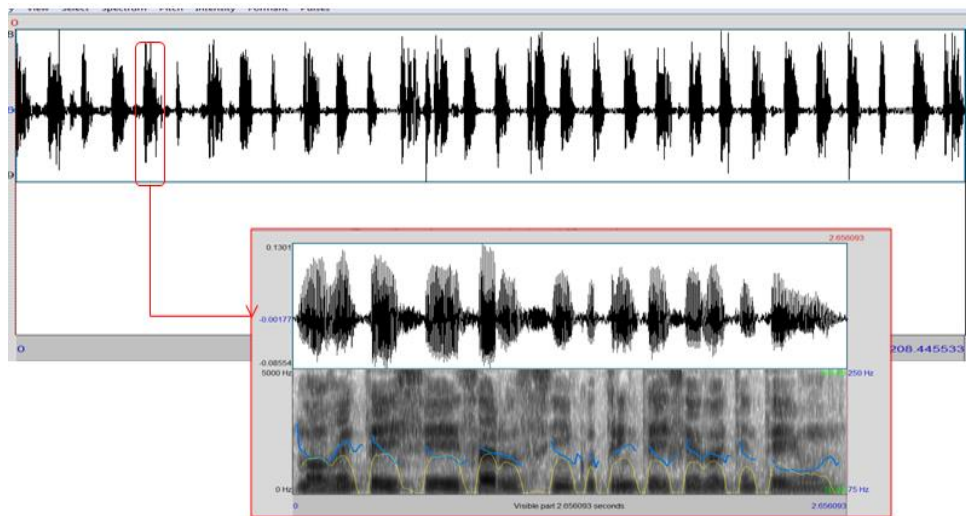 View Select Spectrum Pitch Intensity Formant Pulses
0
0 208.445533
2.656093
0.1301
-0.00177
-0.08554
5000 Hz 250 Hz
0 Hz 75 Hz
0 Visible part 2.656093 seconds 2.656093